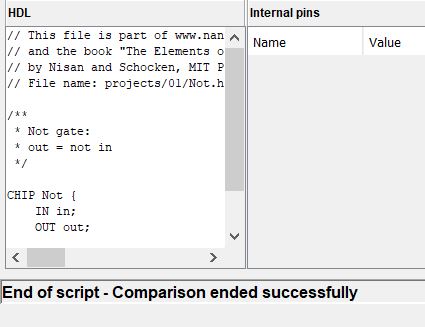 HDL
Internal pins
// This file is part of www.nan
// and the book "The Elements o
// by Nisan and Schocken, MIT P
// File name: projects/01/Not.h
/**
* Not gate:
* out = not in
*/
CHIP Not {
IN in;
OUT out;
Name Value
End of script - Comparison ended successfully